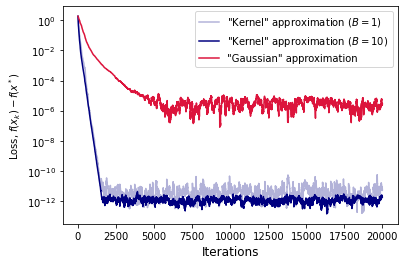 "Kernel" approximation (B = 1)
"Kernel" approximation (B = 10)
"Gaussian" approximation
Loss, f(x_k) − f(x*)
10^0
10^−2
10^−4
10^−6
10^−8
10^−10
10^−12
0 2500 5000 7500 10000 12500 15000 17500 20000
Iterations